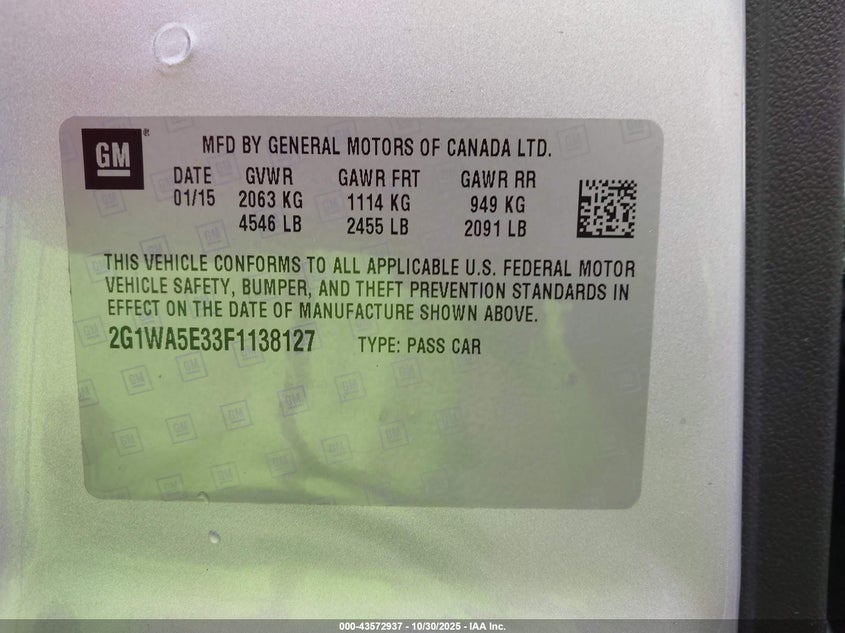 GM ®
MFD BY GENERAL MOTORS OF CANADA LTD.
DATE GVWR GAWR FRT GAWR RR
01/15 2063 KG 1114 KG 949 KG
4546 LB 2455 LB 2091 LB
THIS VEHICLE CONFORMS TO ALL APPLICABLE U.S. FEDERAL MOTOR
VEHICLE SAFETY, BUMPER, AND THEFT PREVENTION STANDARDS IN
EFFECT ON THE DATE OF MANUFACTURE SHOWN ABOVE.
2G1WA5E33F1138127 TYPE: PASS CAR
000-43572937 - 10/30/2025 - IAA Inc.